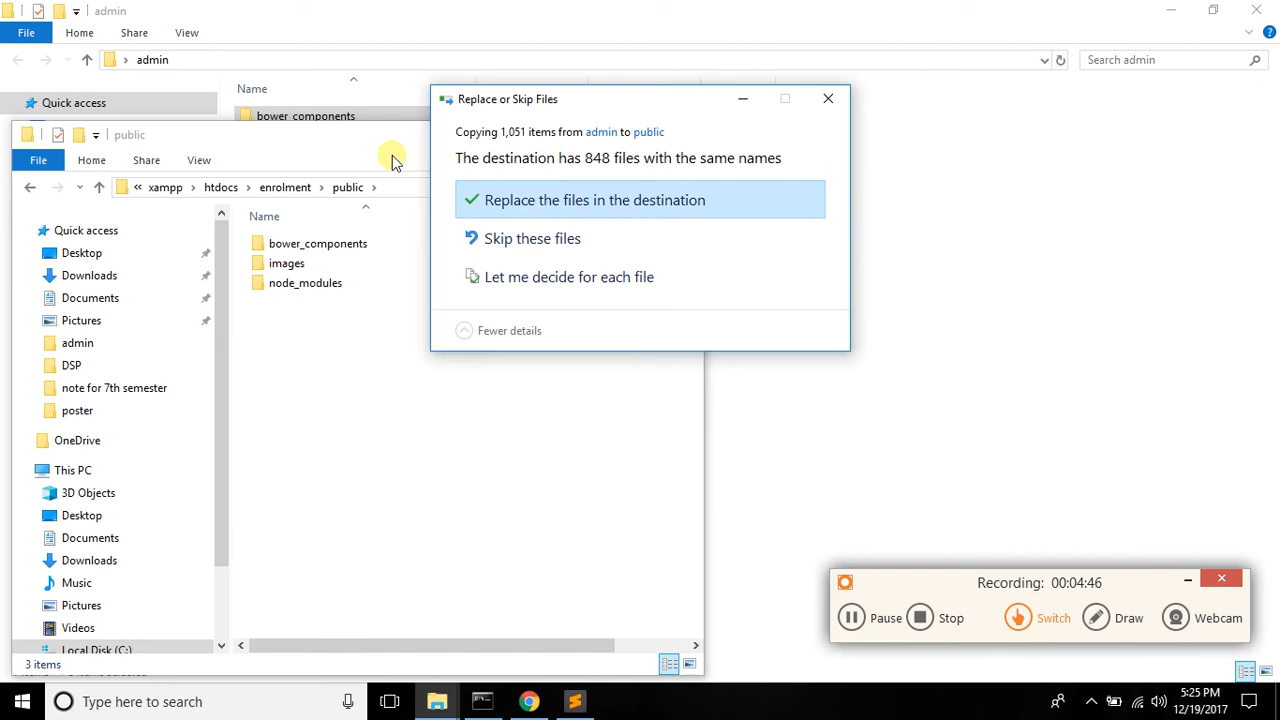 admin
File Home Share View
admin
Search admin
Name
Quick access
bower_components
Replace or Skip Files
Copying 1,051 items from admin to public
The destination has 848 files with the same names
Replace the files in the destination
Skip these files
Let me decide for each file
Fewer details
public
File Home Share View
« xampp htdocs enrolment public
Name
Quick access
Desktop
Downloads
Documents
Pictures
admin
DSP
note for 7th semester
poster
OneDrive
This PC
3D Objects
Desktop
Documents
Downloads
Music
Pictures
Videos
Local Disk (C:)
bower_components
images
node_modules
3 items
Recording: 00:04:46
Pause Stop Switch Draw Webcam
Type here to search
5:25 PM
12/19/2017